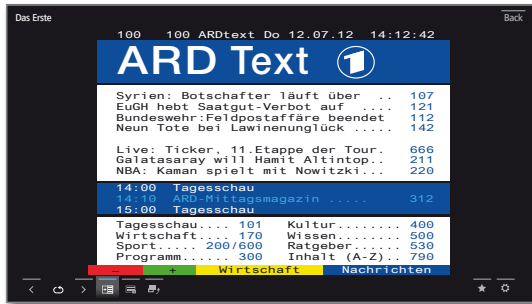 Das Erste
Back
100 100 ARDtext Do 12.07.12 14:12:42
ARD Text 1
Syrien: Botschafter läuft über .. 107
EuGH hebt Saatgut-Verbot auf .... 121
Bundeswehr:Feldpostaffäre beendet 112
Neun Tote bei Lawinenunglück ..... 142
Live: Ticker, 11.Etappe der Tour. 666
Galatasaray will Hamit Altintop.. 211
NBA: Kaman spielt mit Nowitzki... 220
14:00 Tagesschau
14:10 ARD-Mittagsmagazin ..... 312
15:00 Tagesschau
Tagesschau.... 101 Kultur........ 400
Wirtschaft.... 170 Wissen........ 500
Sport..... 200/600 Ratgeber...... 530
Programm...... 300 Inhalt (A-Z).. 790
– + Wirtschaft Nachrichten